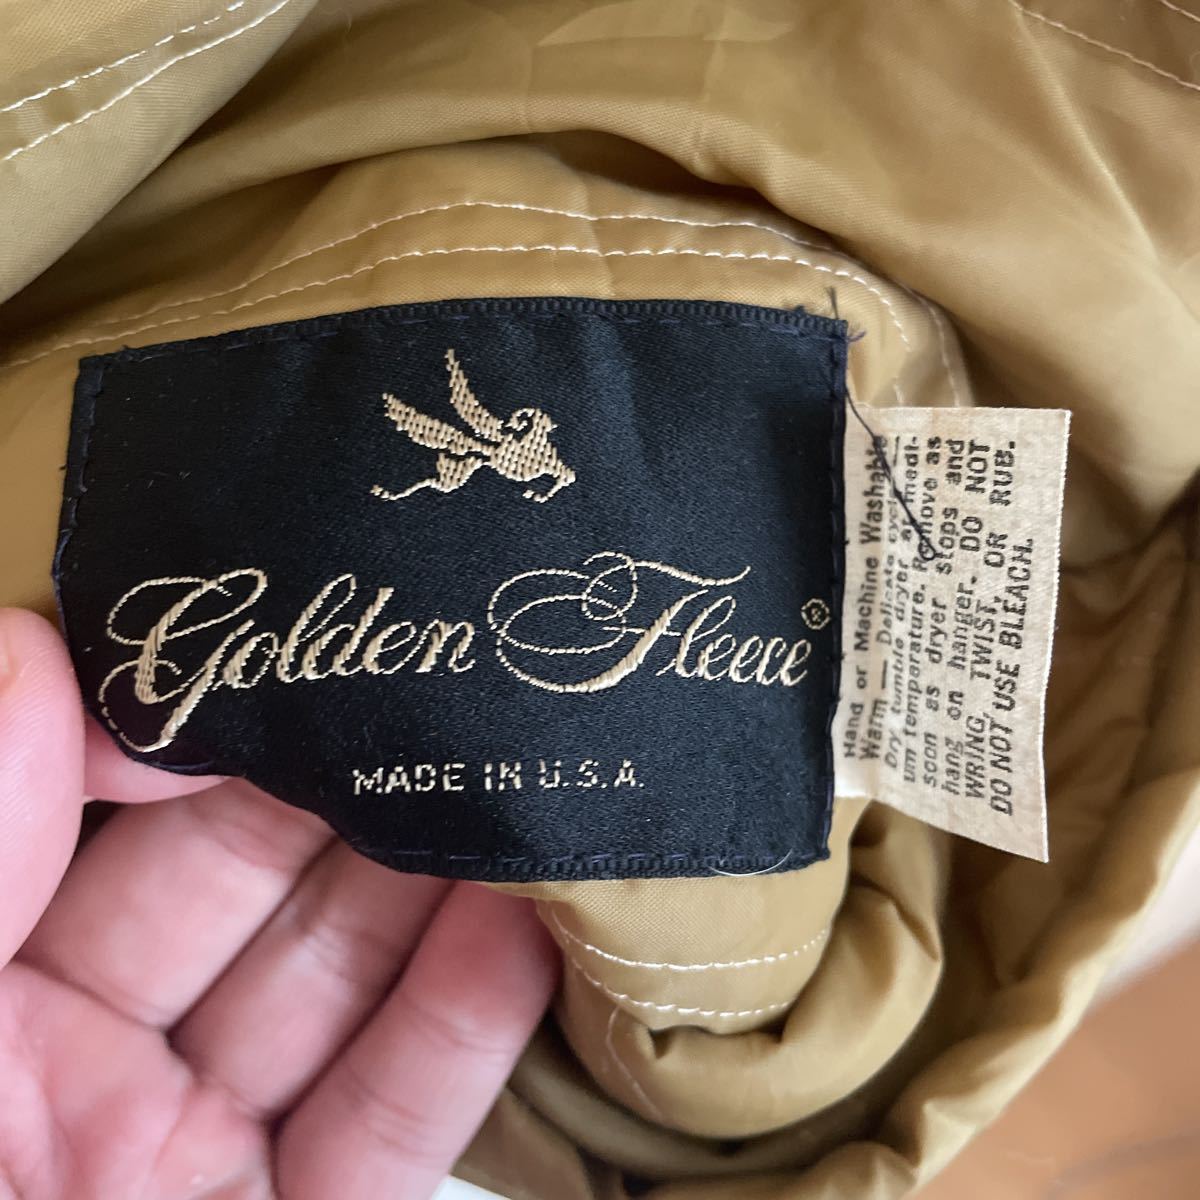 Golden Fleece®
MADE IN U.S.A.
Hand or Machine Washable
Warm — Delicate cycle —
Dry tumble dryer at medi-
um temperature. Remove as
soon as dryer stops and
hang on hanger. DO NOT
WRING, TWIST, OR RUB.
DO NOT USE BLEACH.